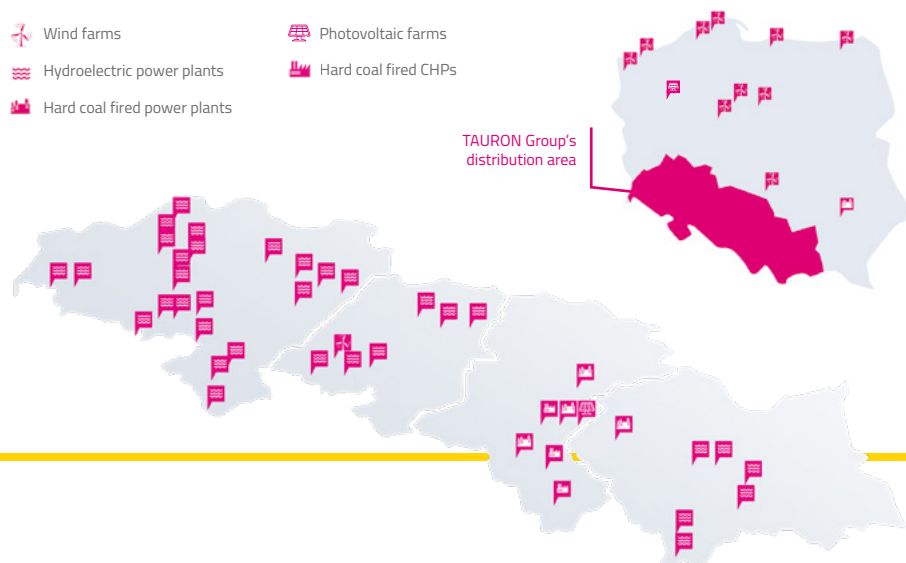 Wind farms
Photovoltaic farms
Hydroelectric power plants
Hard coal fired CHPs
Hard coal fired power plants
TAURON Group's
distribution area